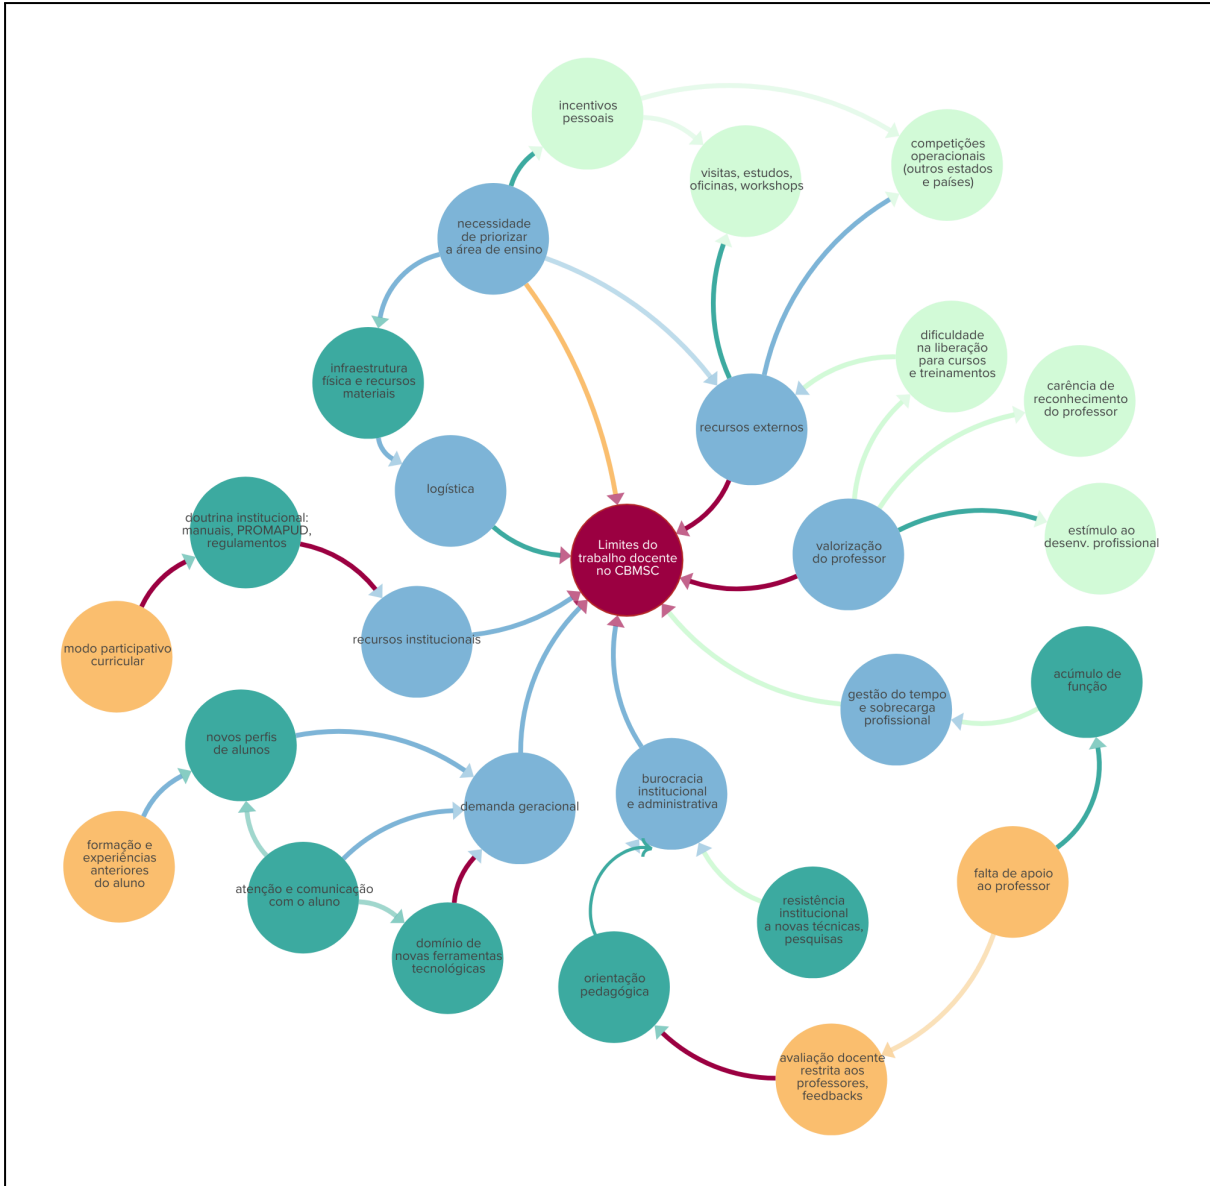 incentivos
pessoais
visitas, estudos,
oficinas, workshops
competições
operacionais
(outros estados
e países)
necessidade
de priorizar
a área de ensino
infraestrutura
física e recursos
materiais
logística
recursos externos
dificuldade
na liberação
para cursos
e treinamentos
carência de
reconhecimento
do professor
doutrina institucional:
manuais, PROMAPUD,
regulamentos
Limites do
trabalho docente
no CBMSC
valorização
do professor
estímulo ao
desenv. profissional
modo participativo
curricular
recursos institucionais
gestão do tempo
e sobrecarga
profissional
acúmulo de
função
novos perfis
de alunos
demanda geracional
burocracia
institucional
e administrativa
formação e
experiências
anteriores
do aluno
atenção e comunicação
com o aluno
domínio de
novas ferramentas
tecnológicas
resistência
institucional
a novas técnicas,
pesquisas
falta de apoio
ao professor
orientação
pedagógica
avaliação docente
restrita aos
professores,
feedbacks